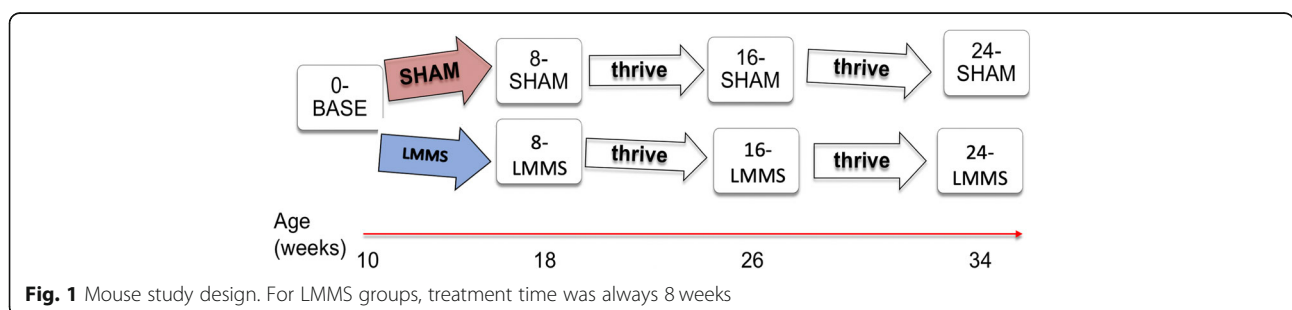 0-
BASE
SHAM
8-
SHAM
thrive
16-
SHAM
thrive
24-
SHAM
LMMS
8-
LMMS
thrive
16-
LMMS
thrive
24-
LMMS
Age
(weeks)
10 18 26 34
Fig. 1 Mouse study design. For LMMS groups, treatment time was always 8 weeks